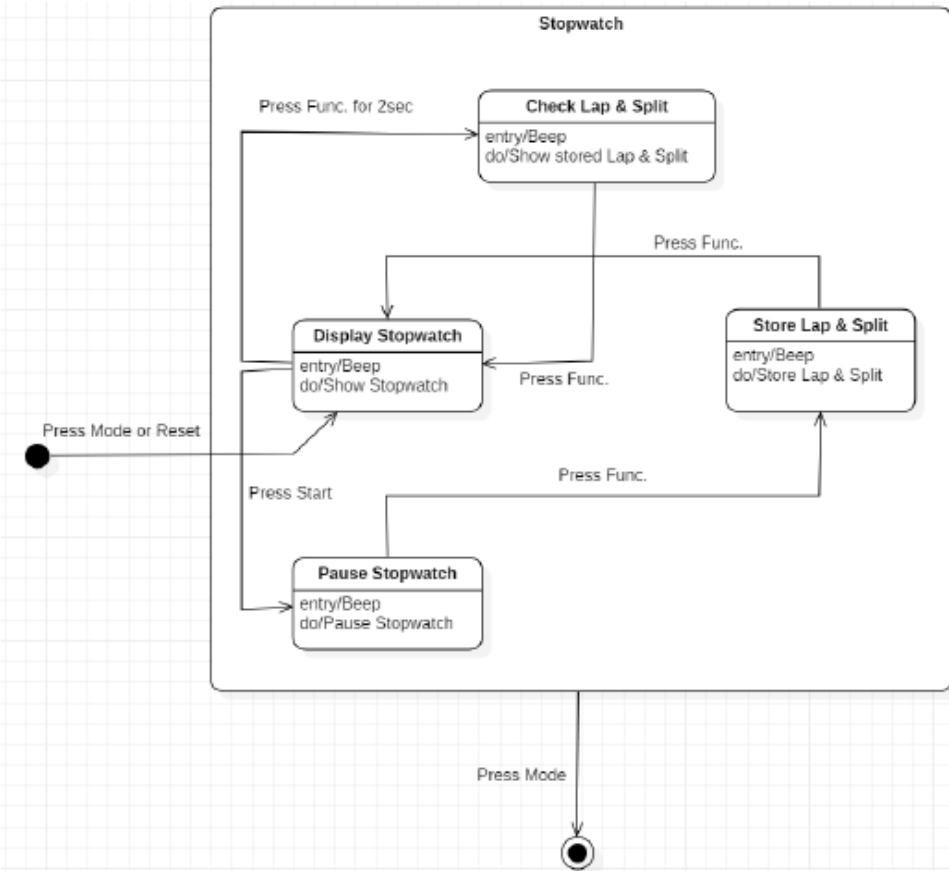 Stopwatch
Press Func. for 2sec
Check Lap & Split
entry/Beep
do/Show stored Lap & Split
Press Func.
Display Stopwatch
entry/Beep
do/Show Stopwatch
Store Lap & Split
entry/Beep
do/Store Lap & Split
Press Func.
Press Mode or Reset
Press Start
Press Func.
Pause Stopwatch
entry/Beep
do/Pause Stopwatch
Press Mode